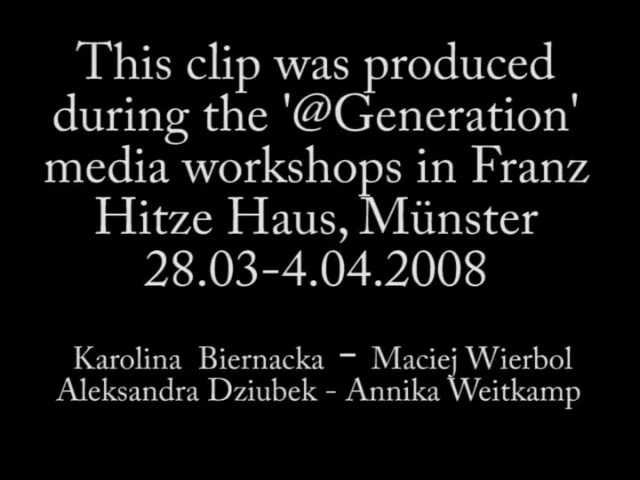 This clip was produced
during the '@Generation'
media workshops in Franz
Hitze Haus, Münster
28.03-4.04.2008
Karolina Biernacka - Maciej Wierbol
Aleksandra Dziubek - Annika Weitkamp